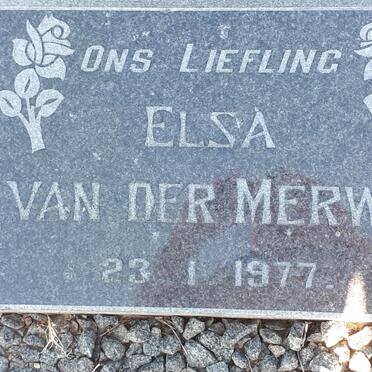 ONS LIEFLING
ELSA
VAN DER MERW
* 23 1 1977.